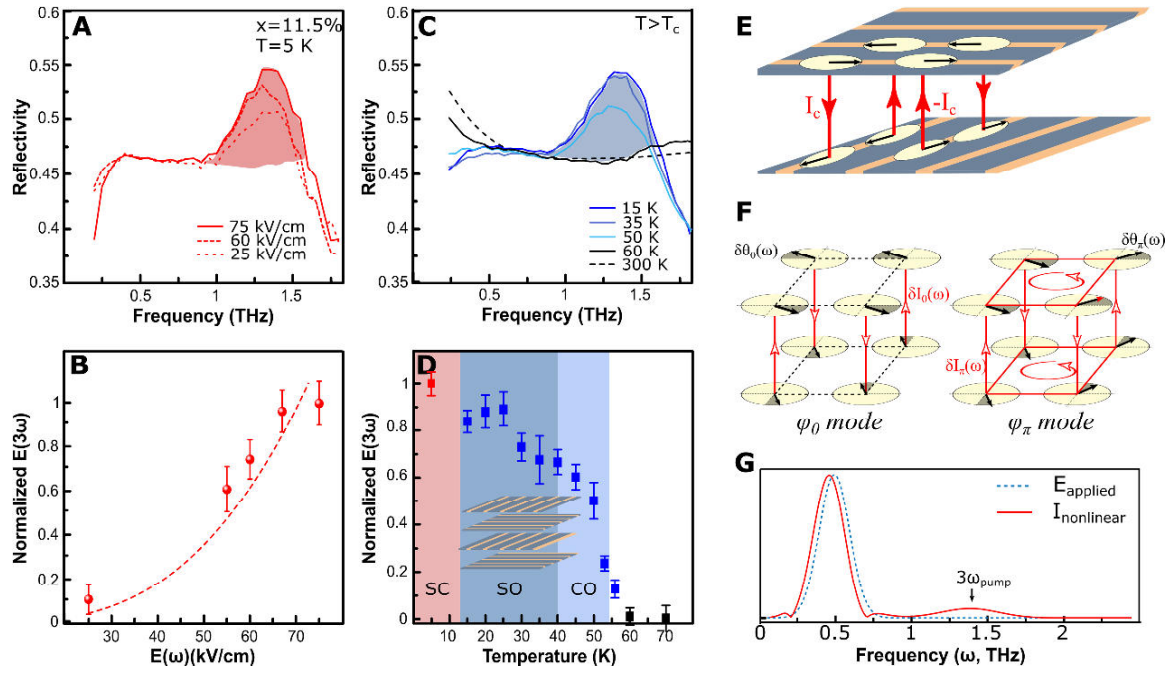 A
x=11.5%
T=5 K
0.55
0.5
0.45
0.4
0.35
Reflectivity
75 kV/cm
60 kV/cm
25 kV/cm
0.5
1
1.5
Frequency (THz)
C
T>Tc
0.55
0.5
0.45
0.4
0.35
Reflectivity
15 K
35 K
50 K
60 K
300 K
0.5
1
1.5
Frequency (THz)
E
Ic
-Ic
F
δθ0(ω)
δI0(ω)
φ0 mode
δθπ(ω)
δIπ(ω)
φπ mode
B
1
0.8
0.6
0.4
0.2
0
Normalized E(3ω)
30
40
50
60
70
E(ω)(kV/cm)
D
1.0
0.8
0.6
0.4
0.2
0
Normalized E(3ω)
SC
SO
CO
10
20
30
40
50
60
70
Temperature (K)
G
Eapplied
Inonlinear
3ωpump
0
0.5
1
1.5
2
Frequency (ω, THz)